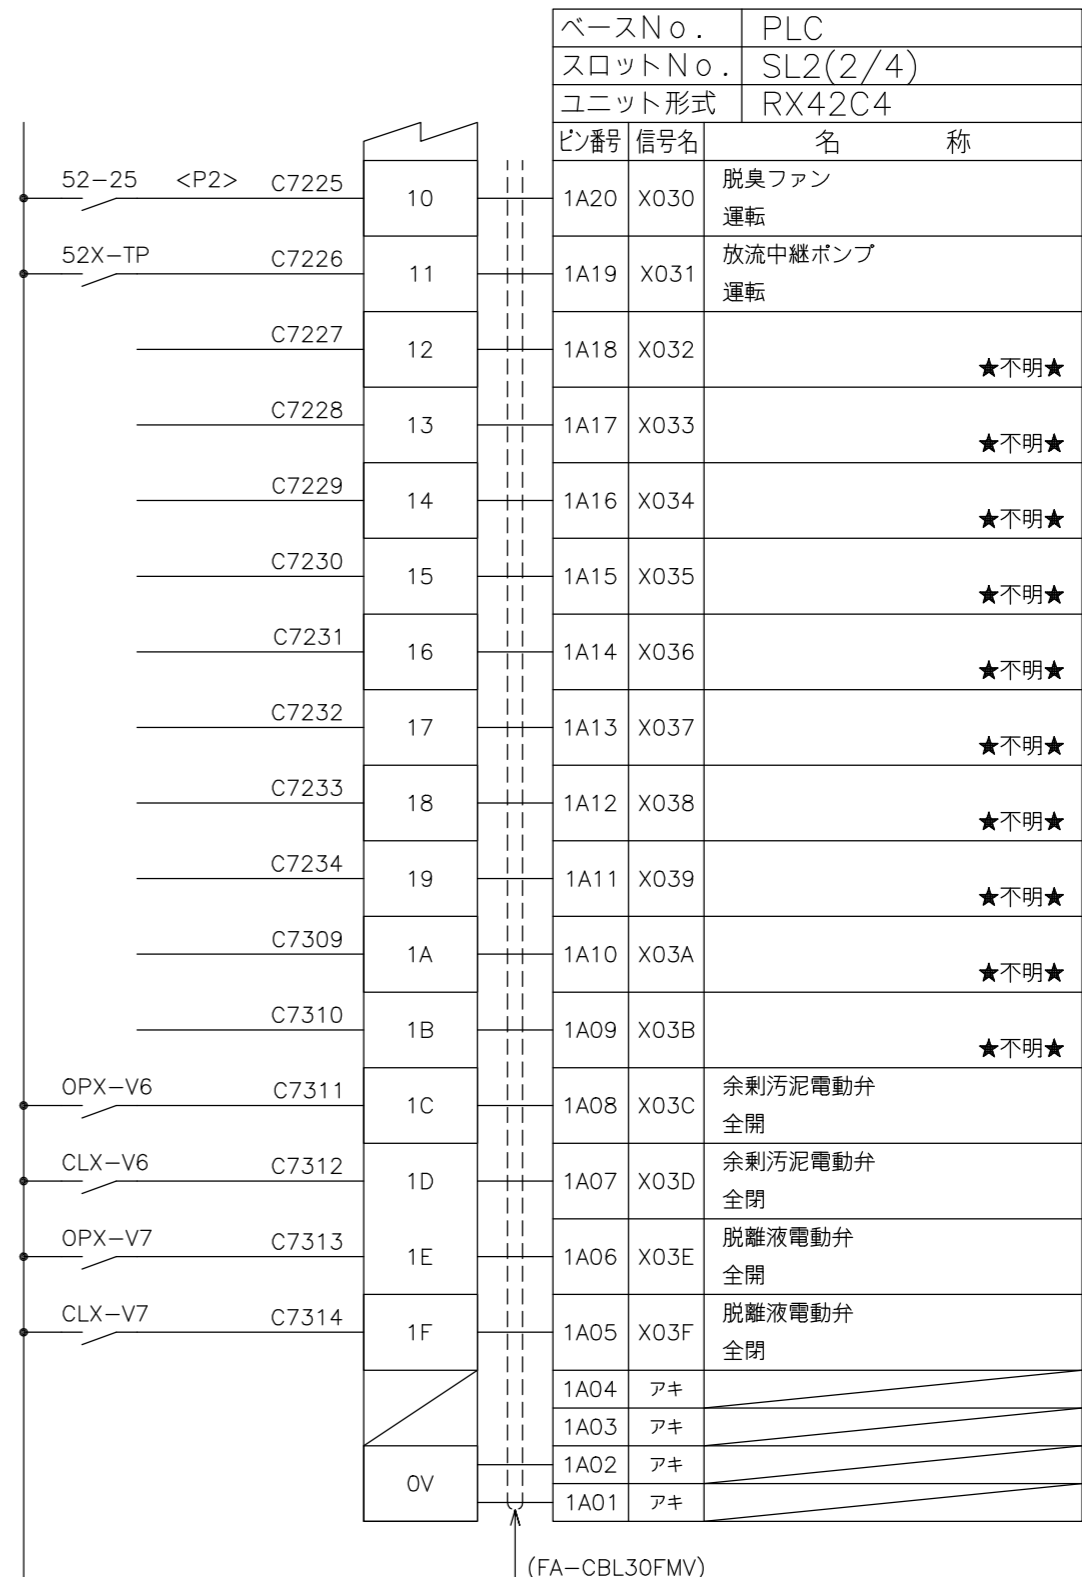 ベースNo. PLC
スロットNo. SL2(2/4)
ユニット形式 RX42C4
ピン番号 信号名 名 称
52-25 <P2> C7225 10 1A20 X030 脱臭ファン
運転
52X-TP C7226 11 1A19 X031 放流中継ポンプ
運転
C7227 12 1A18 X032 ★不明★
C7228 13 1A17 X033 ★不明★
C7229 14 1A16 X034 ★不明★
C7230 15 1A15 X035 ★不明★
C7231 16 1A14 X036 ★不明★
C7232 17 1A13 X037 ★不明★
C7233 18 1A12 X038 ★不明★
C7234 19 1A11 X039 ★不明★
C7309 1A 1A10 X03A ★不明★
C7310 1B 1A09 X03B ★不明★
OPX-V6 C7311 1C 1A08 X03C 余剰汚泥電動弁
全開
CLX-V6 C7312 1D 1A07 X03D 余剰汚泥電動弁
全閉
OPX-V7 C7313 1E 1A06 X03E 脱離液電動弁
全開
CLX-V7 C7314 1F 1A05 X03F 脱離液電動弁
全閉
1A04 アキ
1A03 アキ
0V 1A02 アキ
1A01 アキ
(FA-CBL30FMV)